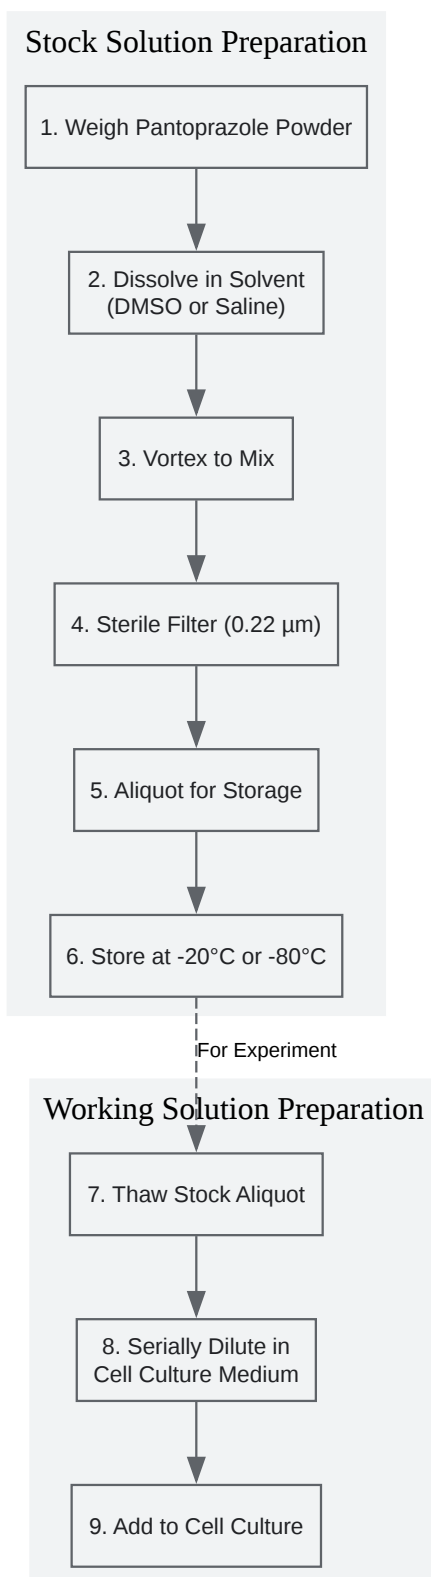 Stock Solution Preparation
1. Weigh Pantoprazole Powder
2. Dissolve in Solvent
(DMSO or Saline)
3. Vortex to Mix
4. Sterile Filter (0.22 µm)
5. Aliquot for Storage
6. Store at -20°C or -80°C
For Experiment
Working Solution Preparation
7. Thaw Stock Aliquot
8. Serially Dilute in
Cell Culture Medium
9. Add to Cell Culture